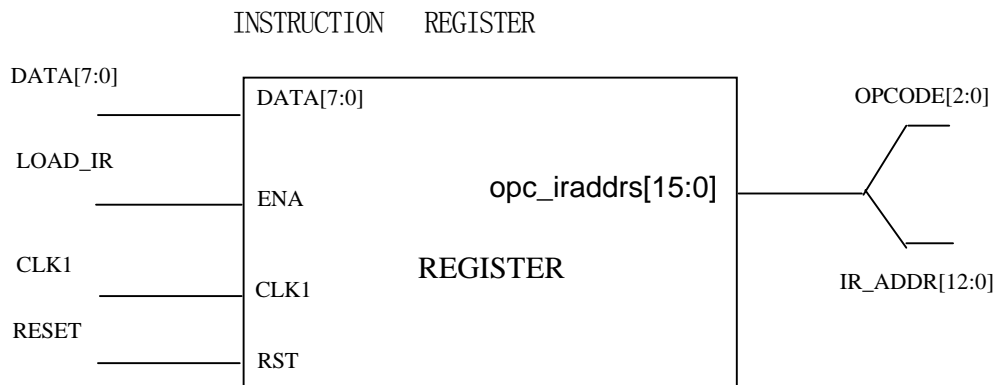 INSTRUCTION REGISTER
DATA[7:0]
DATA[7:0]
OPCODE[2:0]
LOAD_IR
ENA
opc_iraddrs[15:0]
CLK1
CLK1
REGISTER
IR_ADDR[12:0]
RESET
RST